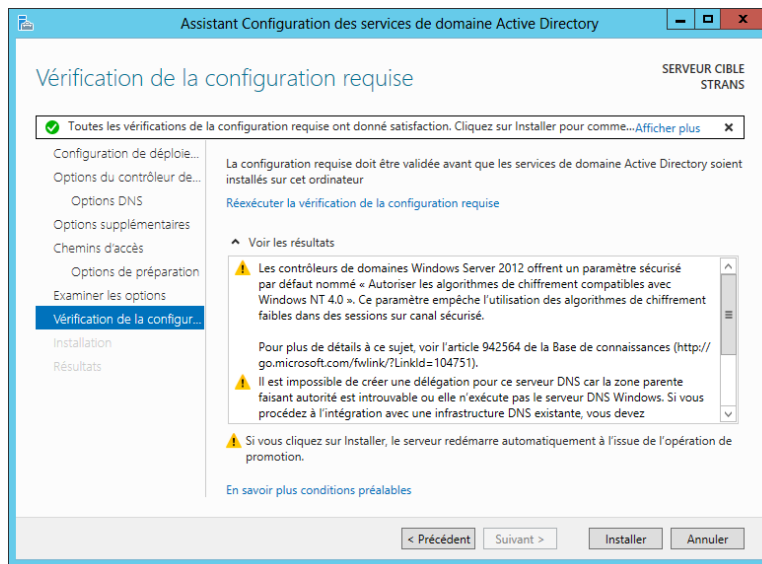 Assistant Configuration des services de domaine Active Directory
Vérification de la configuration requise
SERVEUR CIBLE
STRANS
Toutes les vérifications de la configuration requise ont donné satisfaction. Cliquez sur Installer pour comme... Afficher plus
Configuration de déploie...
Options du contrôleur de...
Options DNS
Options supplémentaires
Chemins d'accès
Options de préparation
Examiner les options
Vérification de la configur...
Installation
Résultats
La configuration requise doit être validée avant que les services de domaine Active Directory soient
installés sur cet ordinateur
Réexécuter la vérification de la configuration requise
Voir les résultats
Les contrôleurs de domaines Windows Server 2012 offrent un paramètre sécurisé
par défaut nommé « Autoriser les algorithmes de chiffrement compatibles avec
Windows NT 4.0 ». Ce paramètre empêche l'utilisation des algorithmes de chiffrement
faibles dans des sessions sur canal sécurisé.
Pour plus de détails à ce sujet, voir l'article 942564 de la Base de connaissances (http://
go.microsoft.com/fwlink/?LinkId=104751).
Il est impossible de créer une délégation pour ce serveur DNS car la zone parente
faisant autorité est introuvable ou elle n'exécute pas le serveur DNS Windows. Si vous
procédez à l'intégration avec une infrastructure DNS existante, vous devez
Si vous cliquez sur Installer, le serveur redémarre automatiquement à l'issue de l'opération de
promotion.
En savoir plus conditions préalables
< Précédent
Suivant >
Installer
Annuler